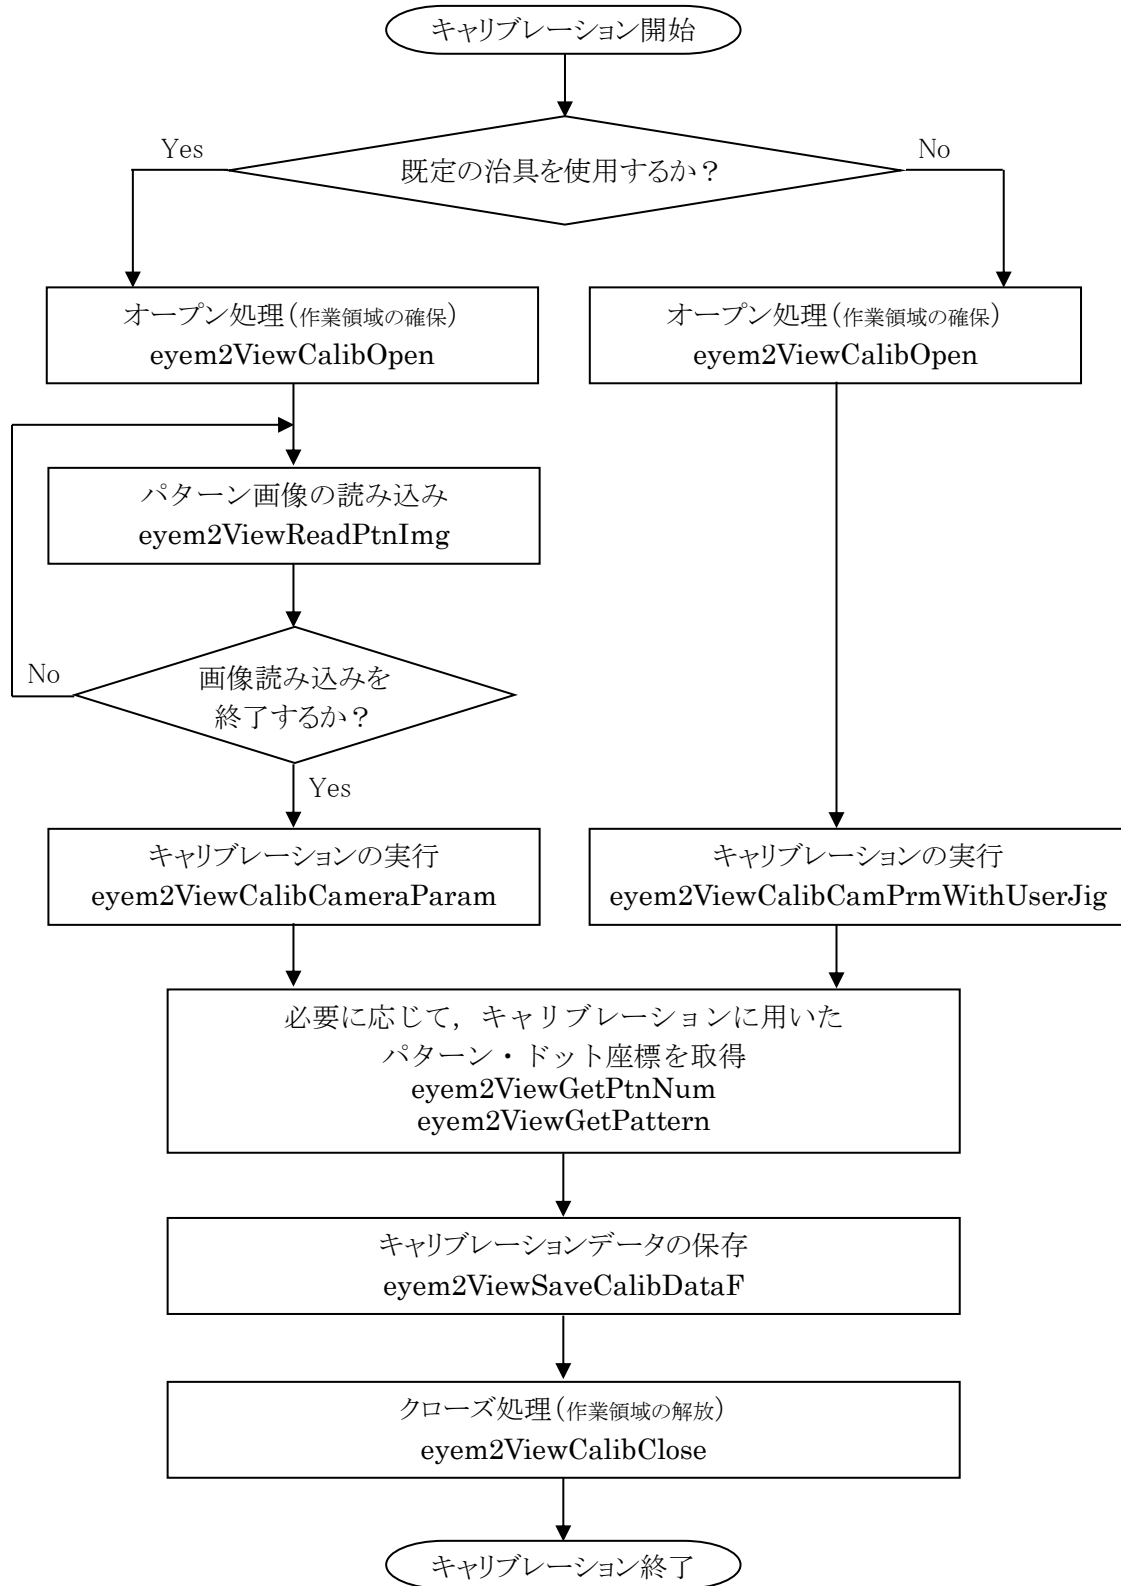 キャリブレーション開始
既定の治具を使用するか？
Yes
No
オープン処理(作業領域の確保)
eyem2ViewCalibOpen
オープン処理(作業領域の確保)
eyem2ViewCalibOpen
パターン画像の読み込み
eyem2ViewReadPtnImg
画像読み込みを
終了するか？
No
Yes
キャリブレーションの実行
eyem2ViewCalibCameraParam
キャリブレーションの実行
eyem2ViewCalibCamPrmWithUserJig
必要に応じて，キャリブレーションに用いた
パターン・ドット座標を取得
eyem2ViewGetPtnNum
eyem2ViewGetPattern
キャリブレーションデータの保存
eyem2ViewSaveCalibDataF
クローズ処理(作業領域の解放)
eyem2ViewCalibClose
キャリブレーション終了